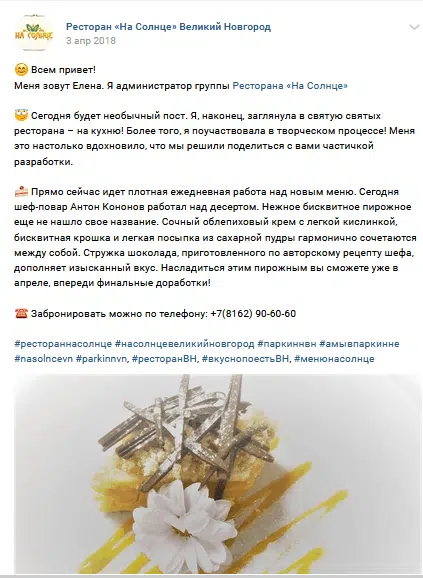 НА СОЛНЦЕ
Ресторан «На Солнце» Великий Новгород
3 апр 2018
😊 Всем привет!
Меня зовут Елена. Я администратор группы Ресторана «На Солнце»
😇 Сегодня будет необычный пост. Я, наконец, заглянула в святую святых
ресторана – на кухню! Более того, я поучаствовала в творческом процессе! Меня
это настолько вдохновило, что мы решили поделиться с вами частичкой
разработки.
🍰 Прямо сейчас идет плотная ежедневная работа над новым меню. Сегодня
шеф-повар Антон Кононов работал над десертом. Нежное бисквитное пирожное
еще не нашло свое название. Сочный облепиховый крем с легкой кислинкой,
бисквитная крошка и легкая посыпка из сахарной пудры гармонично сочетаются
между собой. Стружка шоколада, приготовленного по авторскому рецепту шефа,
дополняет изысканный вкус. Насладиться этим пирожным вы сможете уже в
апреле, впереди финальные доработки!
☎ Забронировать можно по телефону: +7(8162) 90-60-60
#рестораннасолнце #насолнцевеликийновгород #паркиннвн #амывпаркинне
#nasolncevn #parkinnvn, #ресторанВН, #вкуснопоестьВН, #менюнасолнце